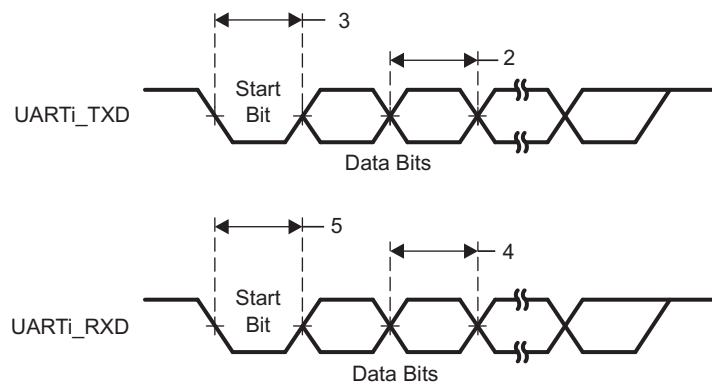 3
2
Start
Bit
UARTi_TXD
Data Bits
5
4
Start
Bit
UARTi_RXD
Data Bits